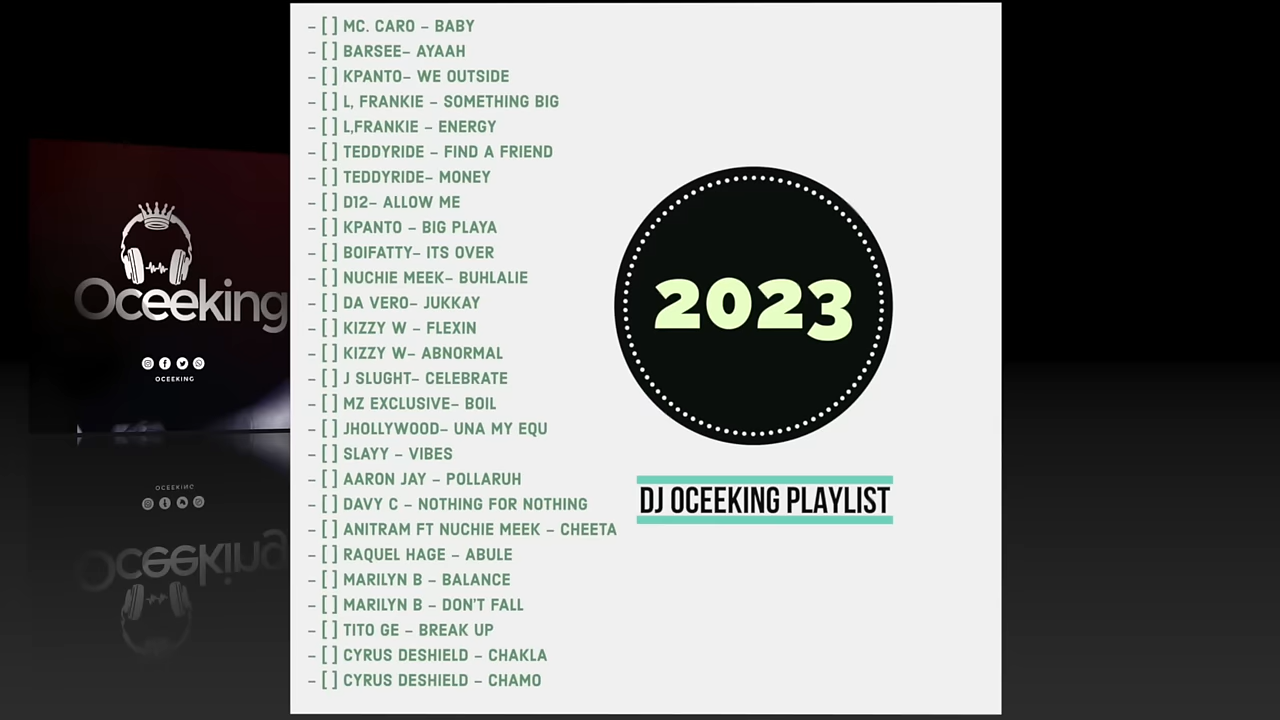 - [ ] MC. CARO - BABY
- [ ] BARSEE- AYAAH
- [ ] KPANTO- WE OUTSIDE
- [ ] L, FRANKIE - SOMETHING BIG
- [ ] L,FRANKIE - ENERGY
- [ ] TEDDYRIDE - FIND A FRIEND
- [ ] TEDDYRIDE- MONEY
- [ ] D12- ALLOW ME
- [ ] KPANTO - BIG PLAYA
- [ ] BOIFATTY- ITS OVER
- [ ] NUCHIE MEEK- BUHLALIE
- [ ] DA VERO- JUKKAY
- [ ] KIZZY W - FLEXIN
- [ ] KIZZY W- ABNORMAL
- [ ] J SLUGHT- CELEBRATE
- [ ] MZ EXCLUSIVE- BOIL
- [ ] JHOLLYWOOD- UNA MY EQU
- [ ] SLAYY - VIBES
- [ ] AARON JAY - POLLARUH
- [ ] DAVY C - NOTHING FOR NOTHING
- [ ] ANITRAM FT NUCHIE MEEK - CHEETA
- [ ] RAQUEL HAGE - ABULE
- [ ] MARILYN B - BALANCE
- [ ] MARILYN B - DON'T FALL
- [ ] TITO GE - BREAK UP
- [ ] CYRUS DESHIELD - CHAKLA
- [ ] CYRUS DESHIELD - CHAMO
2023
DJ OCEEKING PLAYLIST
Oceeking
OCEEKING